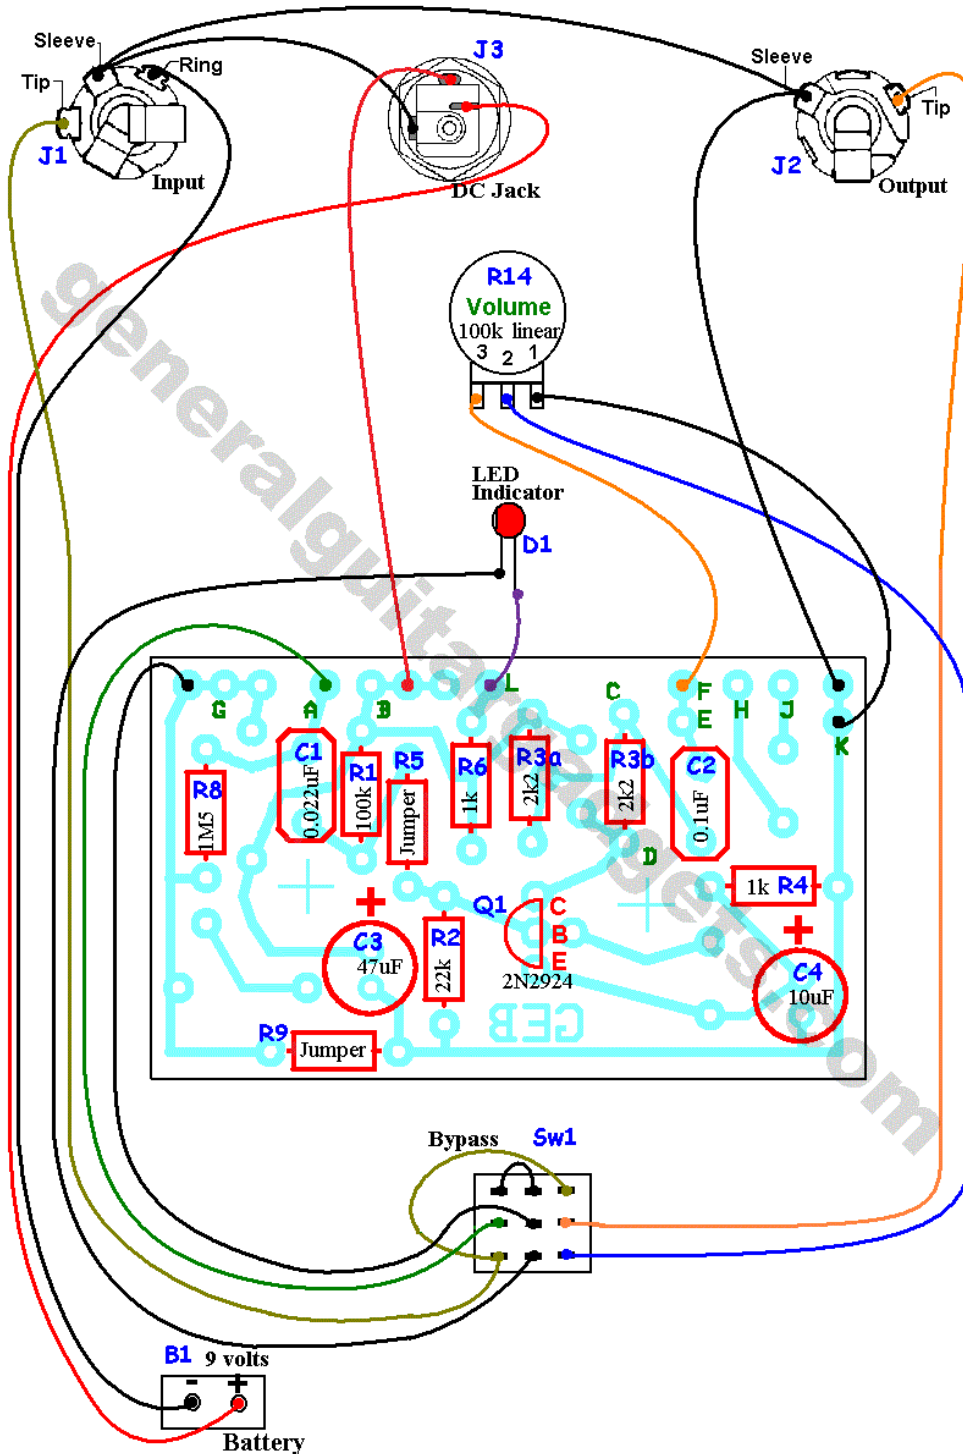 Sleeve
Ring
Tip
J1
Input
J3
DC Jack
Sleeve
Tip
J2
Output
R14
Volume
100k linear
3 2 1
LED
Indicator
D1
G A B L C F H J
E K
C1
0.022uF
R1
100k
R5
Jumper
R6
1k
R3a
2k2
R3b
2k2
C2
0.1uF
R8
1M5
D
1k R4
Q1
C
B
E
2N2924
+
C3
47uF
R2
22k
+
C4
10uF
GEB
R9
Jumper
Bypass
Sw1
B1 9 volts
- +
Battery
generalguitargadgets.com